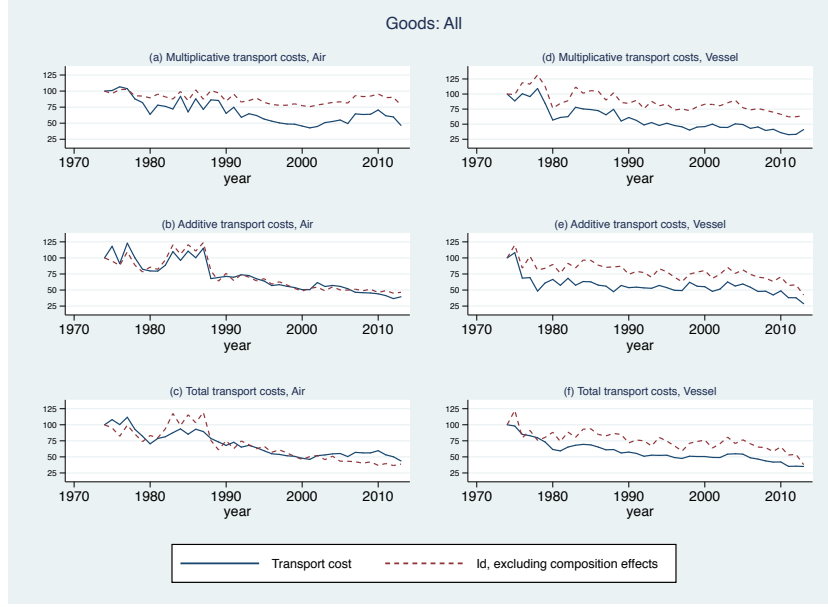 Goods: All
(a) Multiplicative transport costs, Air
125
100
75
50
25
1970 1980 1990 2000 2010
year
(d) Multiplicative transport costs, Vessel
125
100
75
50
25
1970 1980 1990 2000 2010
year
(b) Additive transport costs, Air
125
100
75
50
25
1970 1980 1990 2000 2010
year
(e) Additive transport costs, Vessel
125
100
75
50
25
1970 1980 1990 2000 2010
year
(c) Total transport costs, Air
125
100
75
50
25
1970 1980 1990 2000 2010
year
(f) Total transport costs, Vessel
125
100
75
50
25
1970 1980 1990 2000 2010
year
Transport cost Id, excluding composition effects